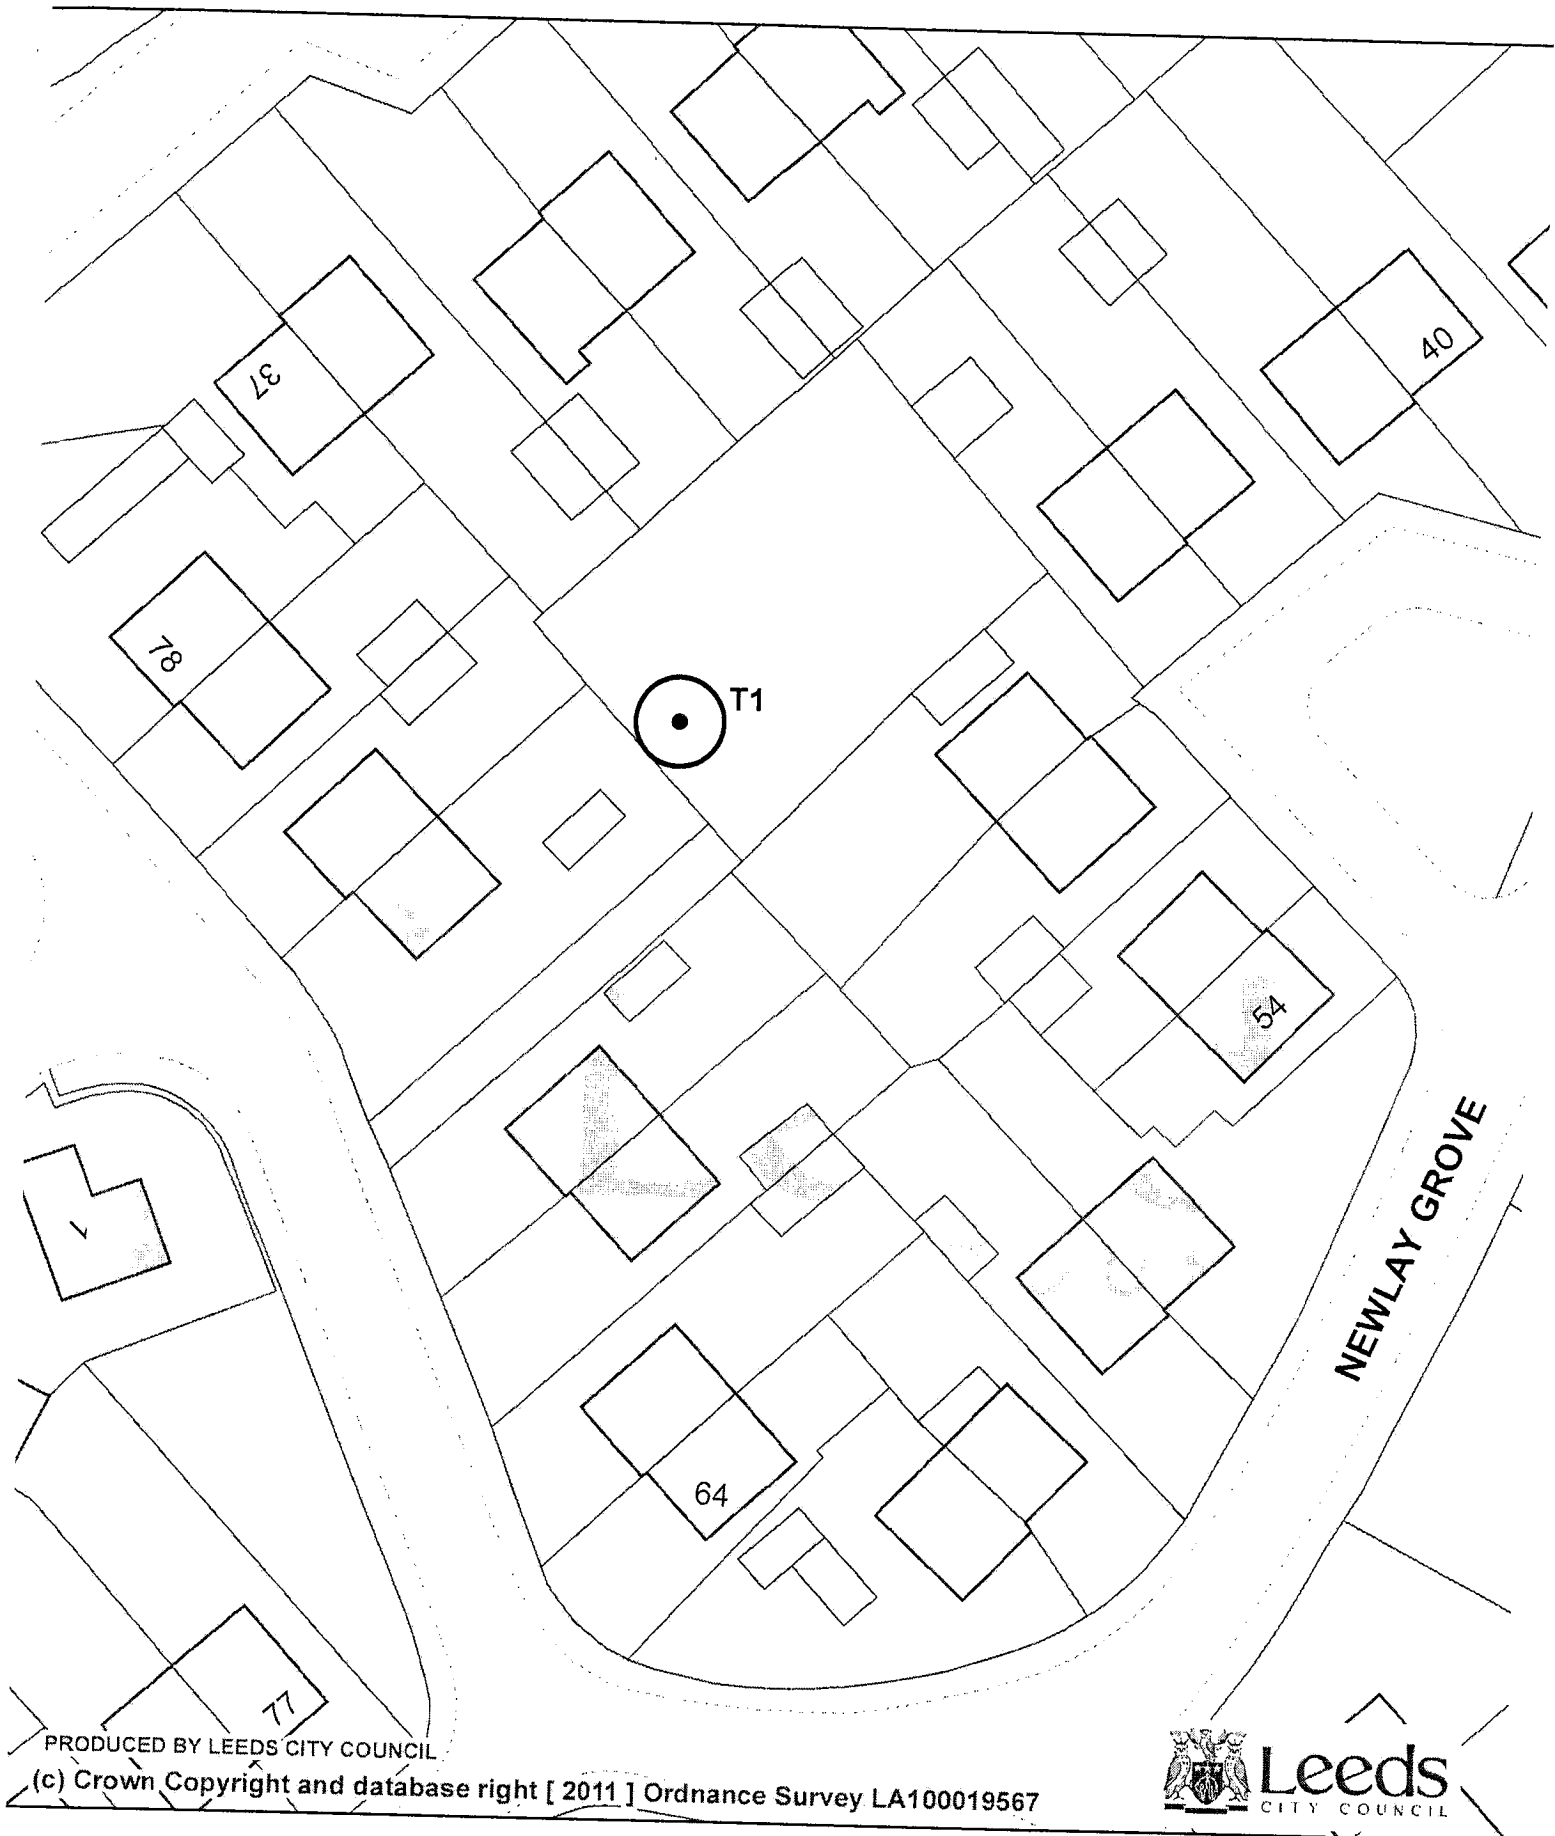 40
37
78
T1
54
NEWLAY GROVE
64
77
PRODUCED BY LEEDS CITY COUNCIL
(c) Crown Copyright and database right [ 2011 ] Ordnance Survey LA100019567
Leeds
CITY COUNCIL